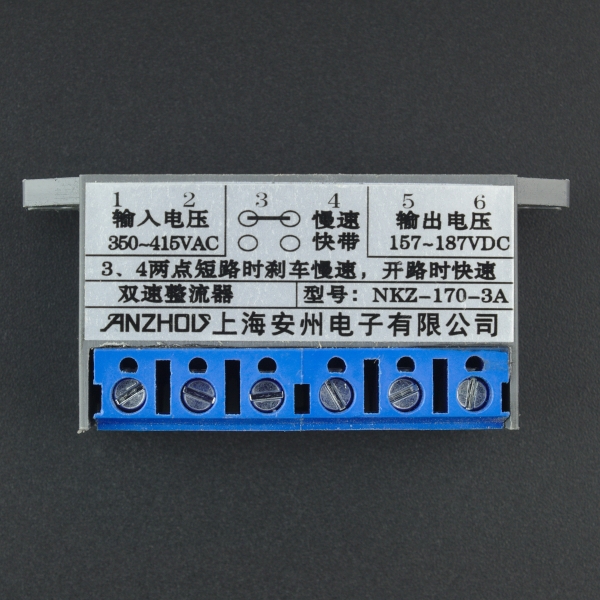 1 2 3 4 5 6
输入电压 慢速 输出电压
350~415VAC 快带 157~187VDC
3、4两点短路时刹车慢速，开路时快速
双速整流器 型号：NKZ-170-3A
ANZHOU上海安州电子有限公司